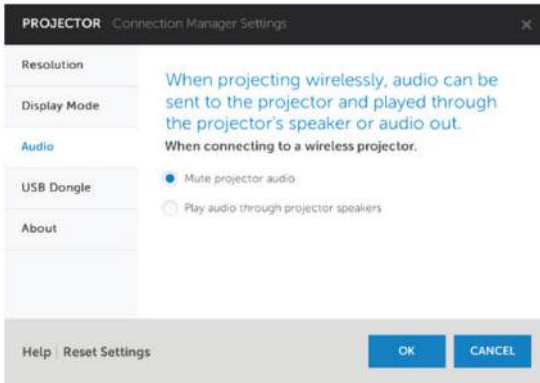 PROJECTOR Connection Manager Settings
Resolution
Display Mode
Audio
USB Dongle
About
When projecting wirelessly, audio can be
sent to the projector and played through
the projector's speaker or audio out.
When connecting to a wireless projector.
Mute projector audio
Play audio through projector speakers
Help | Reset Settings
OK
CANCEL